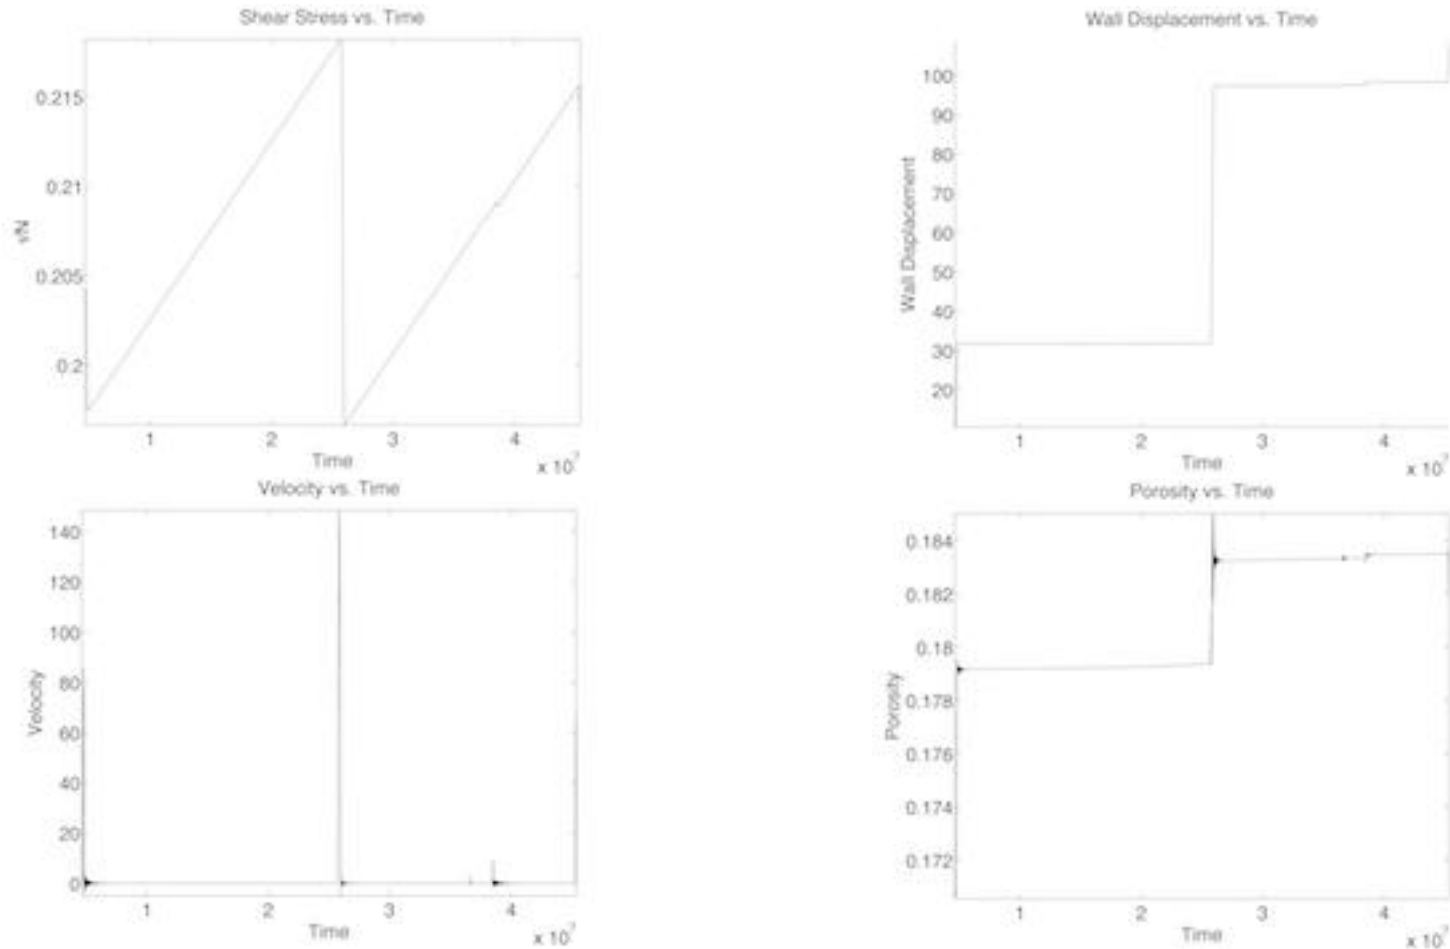 Shear Stress vs. Time
0.215
0.21
0.205
0.2
τ/N
1 2 3 4
Time
x 10^7
Wall Displacement vs. Time
100
90
80
70
60
50
40
30
20
Wall Displacement
1 2 3 4
Time
x 10^7
Velocity vs. Time
140
120
100
80
60
40
20
0
Velocity
1 2 3 4
Time
x 10^7
Porosity vs. Time
0.184
0.182
0.18
0.178
0.176
0.174
0.172
Porosity
1 2 3 4
Time
x 10^7